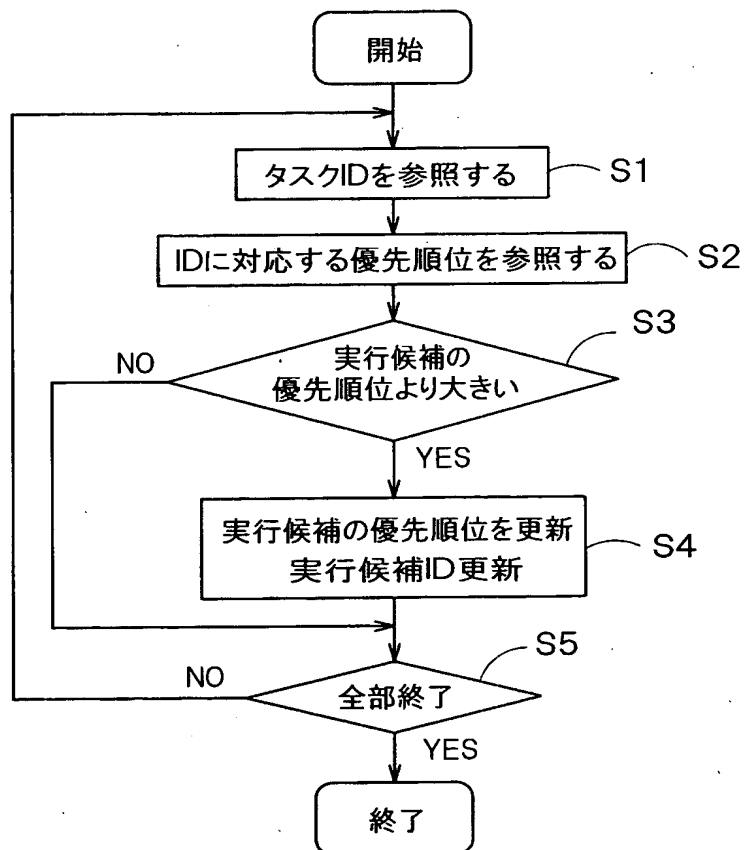 開始
タスクIDを参照する
S1
IDに対応する優先順位を参照する
S2
S3
実行候補の
優先順位より大きい
NO
YES
実行候補の優先順位を更新
実行候補ID更新
S4
S5
NO
全部終了
YES
終了